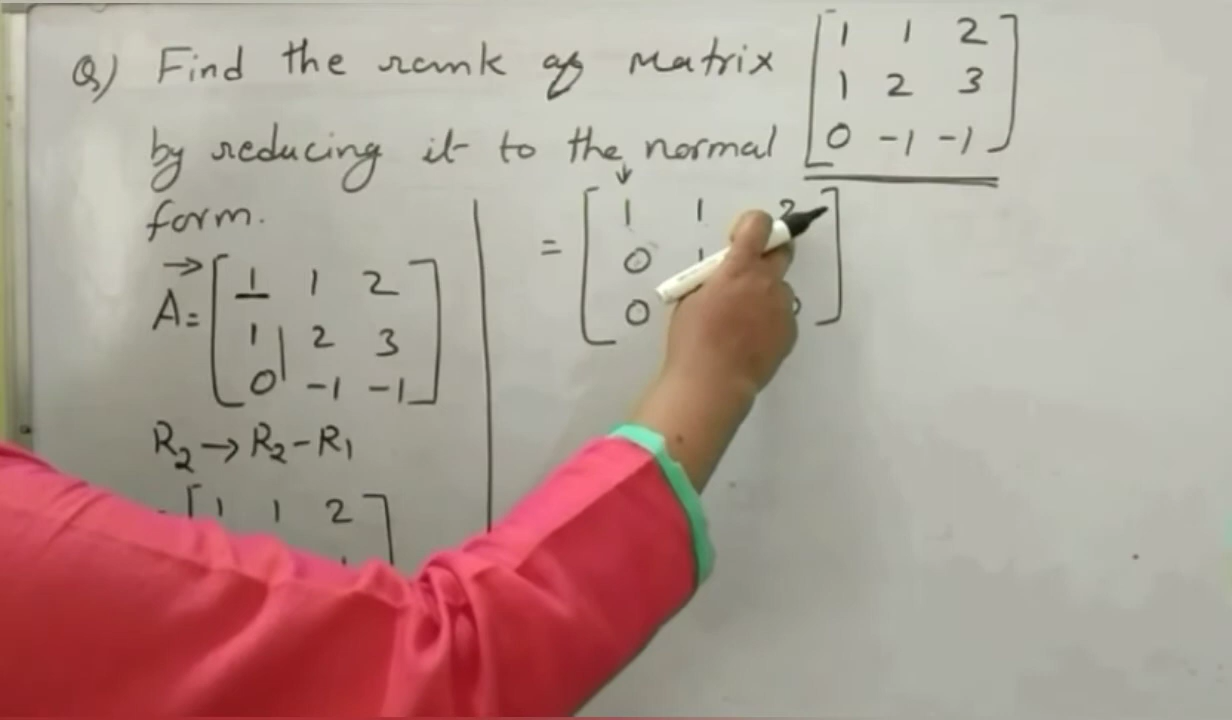 Q) Find the rank of matrix [ 1 1 2
1 2 3
by reducing it to the normal 0 -1 -1 ]
form.
→ A = [ 1 1 2
1 2 3
0 -1 -1 ]
R2 → R2 - R1
[ 1 1 2 ]
= [ 1 1 2
0 1
0 ]